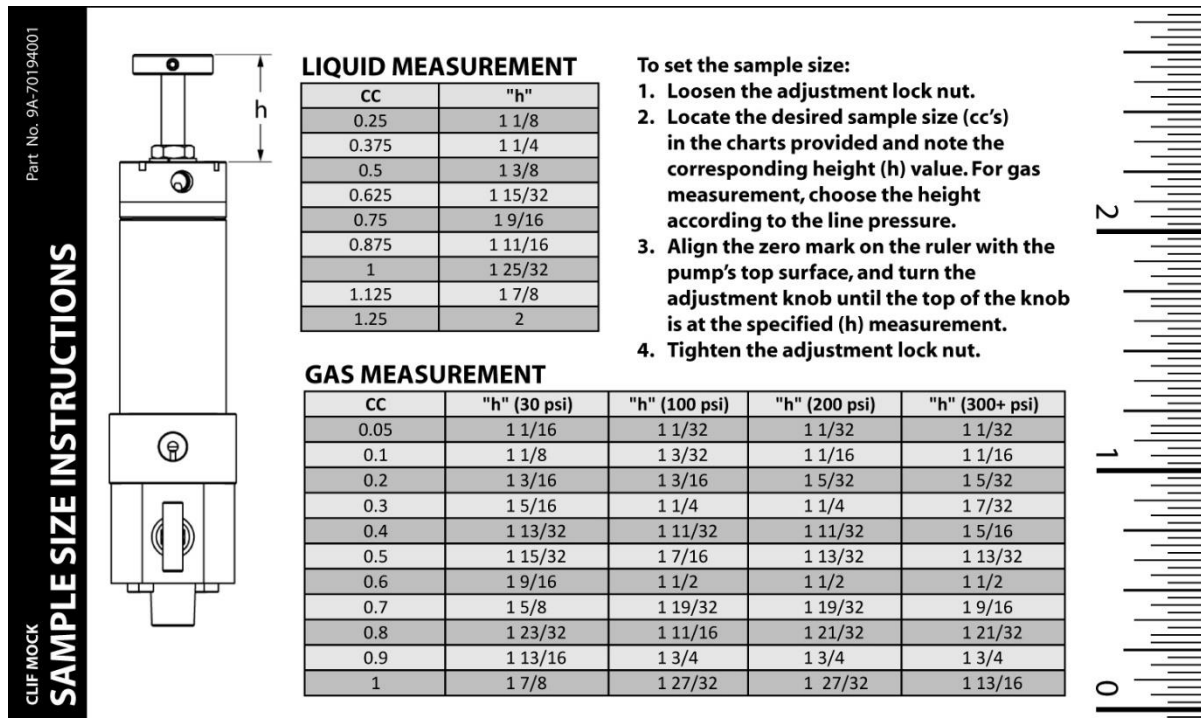 Part No. 9A-70194001
CLIF MOCK
SAMPLE SIZE INSTRUCTIONS
h
LIQUID MEASUREMENT
CC "h"
0.25 1 1/8
0.375 1 1/4
0.5 1 3/8
0.625 1 15/32
0.75 1 9/16
0.875 1 11/16
1 1 25/32
1.125 1 7/8
1.25 2
To set the sample size:
1. Loosen the adjustment lock nut.
2. Locate the desired sample size (cc's)
in the charts provided and note the
corresponding height (h) value. For gas
measurement, choose the height
according to the line pressure.
3. Align the zero mark on the ruler with the
pump's top surface, and turn the
adjustment knob until the top of the knob
is at the specified (h) measurement.
4. Tighten the adjustment lock nut.
GAS MEASUREMENT
CC "h" (30 psi) "h" (100 psi) "h" (200 psi) "h" (300+ psi)
0.05 1 1/16 1 1/32 1 1/32 1 1/32
0.1 1 1/8 1 3/32 1 1/16 1 1/16
0.2 1 3/16 1 3/16 1 5/32 1 5/32
0.3 1 5/16 1 1/4 1 1/4 1 7/32
0.4 1 13/32 1 11/32 1 11/32 1 5/16
0.5 1 15/32 1 7/16 1 13/32 1 13/32
0.6 1 9/16 1 1/2 1 1/2 1 1/2
0.7 1 5/8 1 19/32 1 19/32 1 9/16
0.8 1 23/32 1 11/16 1 21/32 1 21/32
0.9 1 13/16 1 3/4 1 3/4 1 3/4
1 1 7/8 1 27/32 1 27/32 1 13/16
2
1
0